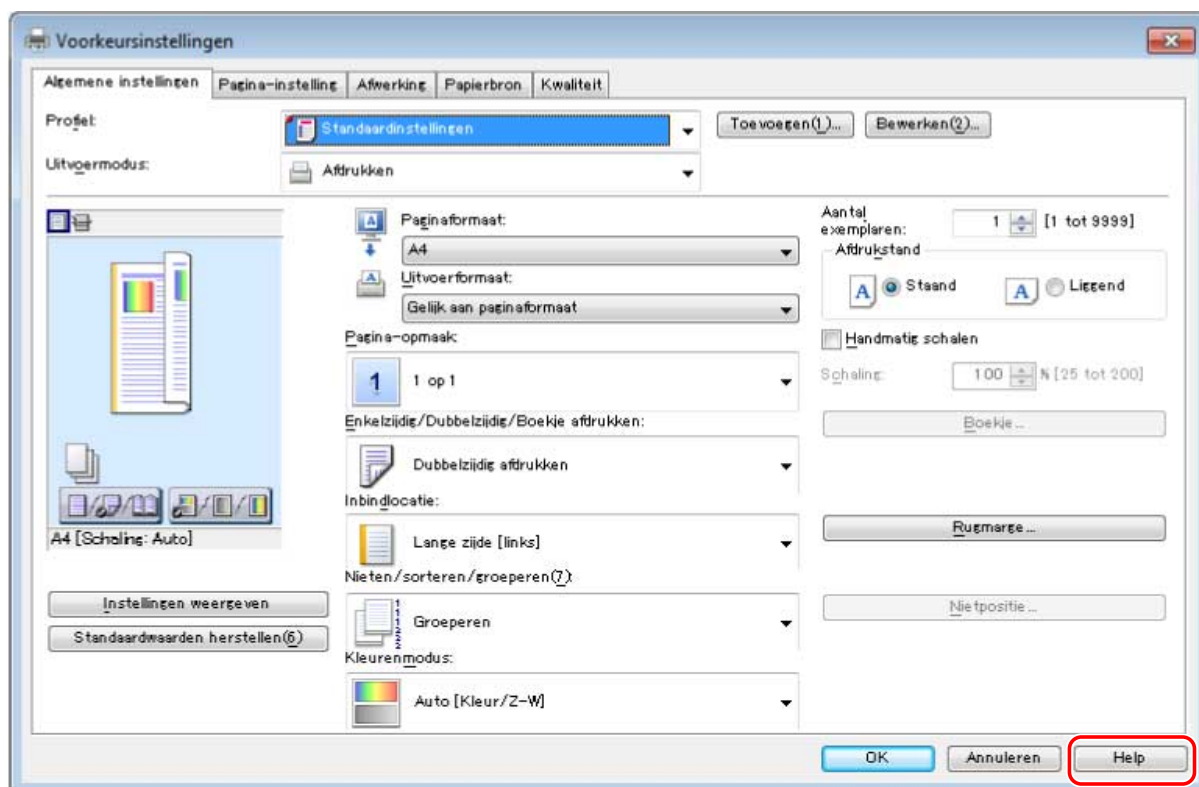 Voorkeursinstellingen
Algemene instellingen Pagina-instelling Afwerking Papierbron Kwaliteit
Profiel: Standaardinstellingen Toevoegen(1)... Bewerken(2)...
Uitvoermodus: Afdrukken
Paginaformaat:
A4
Uitvoerformaat:
Gelijk aan paginaformaat
Pagina-opmaak:
1 1 op 1
Enkelzijdig/Dubbelzijdig/Boekje afdrukken:
Dubbelzijdig afdrukken
Inbindlocatie:
Lange zijde [links]
Nieten/sorteren/groeperen(7):
Groeperen
Kleurenmodus:
Auto [Kleur/Z-W]
Aantal
exemplaren: 1 [1 tot 9999]
Afdrukstand
A Staand A Liggend
Handmatig schalen
Schaling: 100 % [25 tot 200]
Boekje...
Rugmarge...
Nietpositie...
A4 [Schaling: Auto]
Instellingen weergeven
Standaardwaarden herstellen(6)
OK Annuleren Help